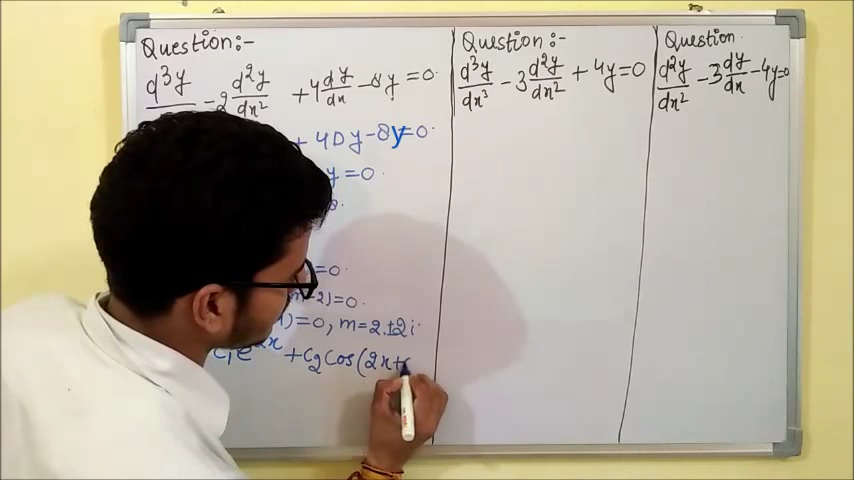 Question:-
d³y/ - 2 d²y/dx² + 4 dy/dx - 8y = 0
+ 4Dy - 8y = 0
y = 0
= 0
m-2) = 0
) = 0, m = 2, ±2i
C₁e^2x + C₂ Cos(2x+
Question:-
d³y/dx³ - 3 d²y/dx² + 4y = 0
Question.
d²y/dx² - 3 dy/dx - 4y = 0